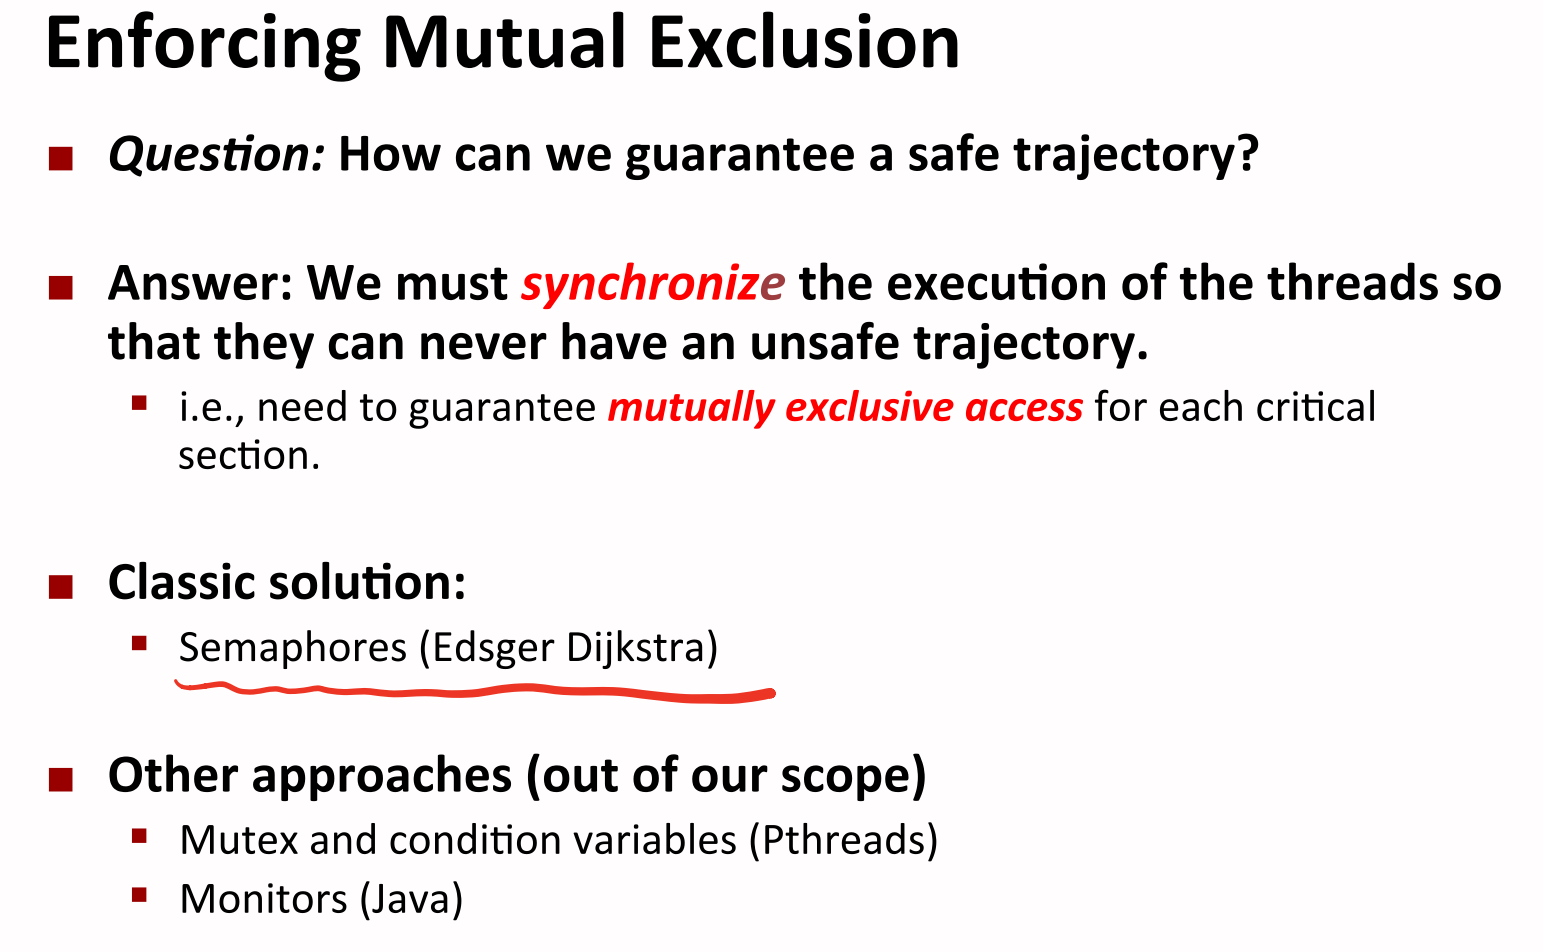 Enforcing Mutual Exclusion
Question: How can we guarantee a safe trajectory?
Answer: We must synchronize the execution of the threads so
that they can never have an unsafe trajectory.
i.e., need to guarantee mutually exclusive access for each critical
section.
Classic solution:
Semaphores (Edsger Dijkstra)
Other approaches (out of our scope)
Mutex and condition variables (Pthreads)
Monitors (Java)